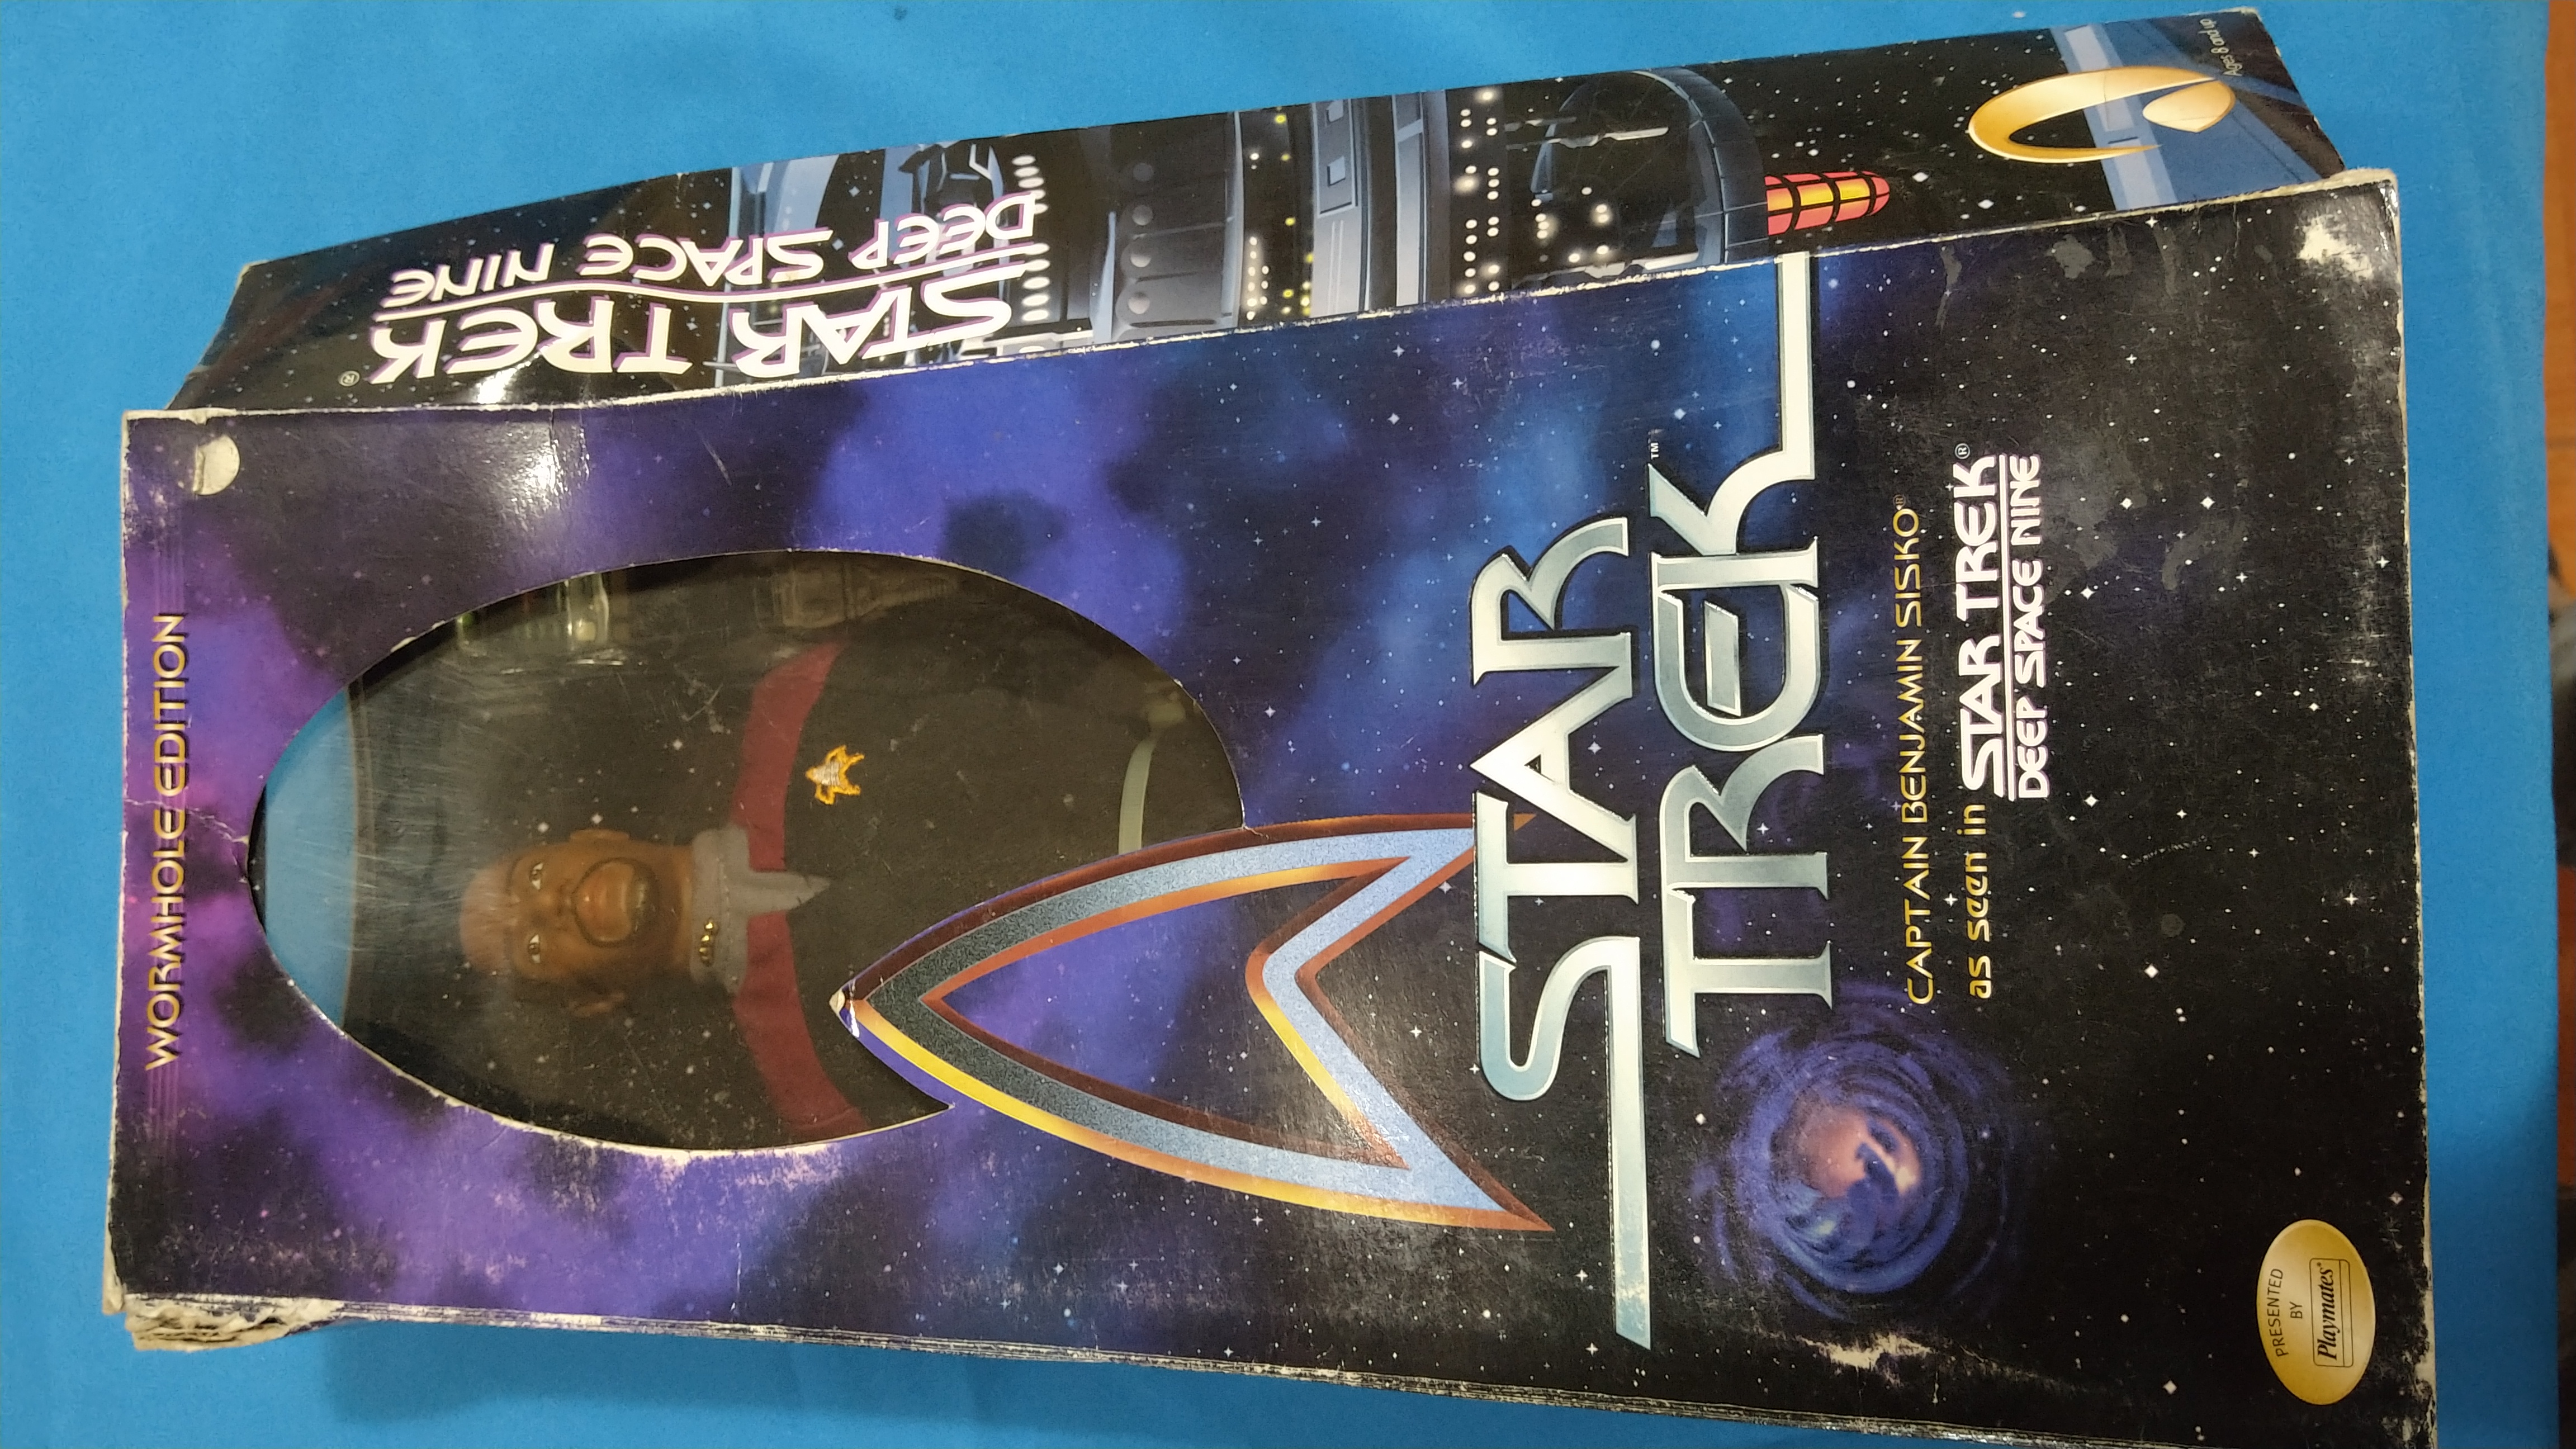 WORMHOLE EDITION
STAR
TREK™
CAPTAIN BENJAMIN SISKO®
as seen in STAR TREK®
DEEP SPACE NINE
PRESENTED
BY
Playmates®
STAR TREK®
DEEP SPACE NINE
Ages 8 and up